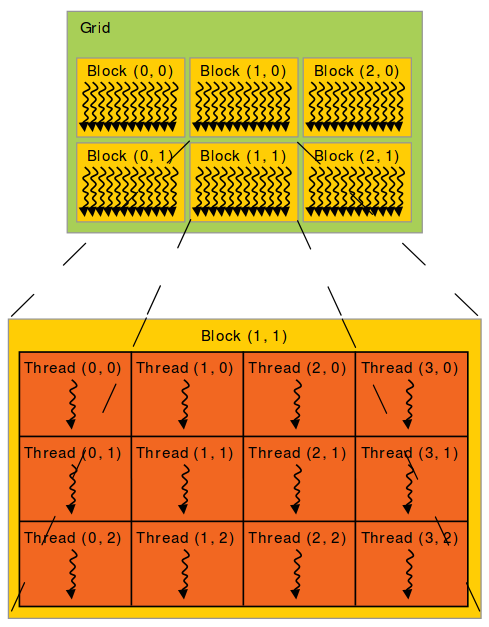 Grid
Block (0, 0) Block (1, 0) Block (2, 0)
Block (0, 1) Block (1, 1) Block (2, 1)
Block (1, 1)
Thread (0, 0) Thread (1, 0) Thread (2, 0) Thread (3, 0)
Thread (0, 1) Thread (1, 1) Thread (2, 1) Thread (3, 1)
Thread (0, 2) Thread (1, 2) Thread (2, 2) Thread (3, 2)